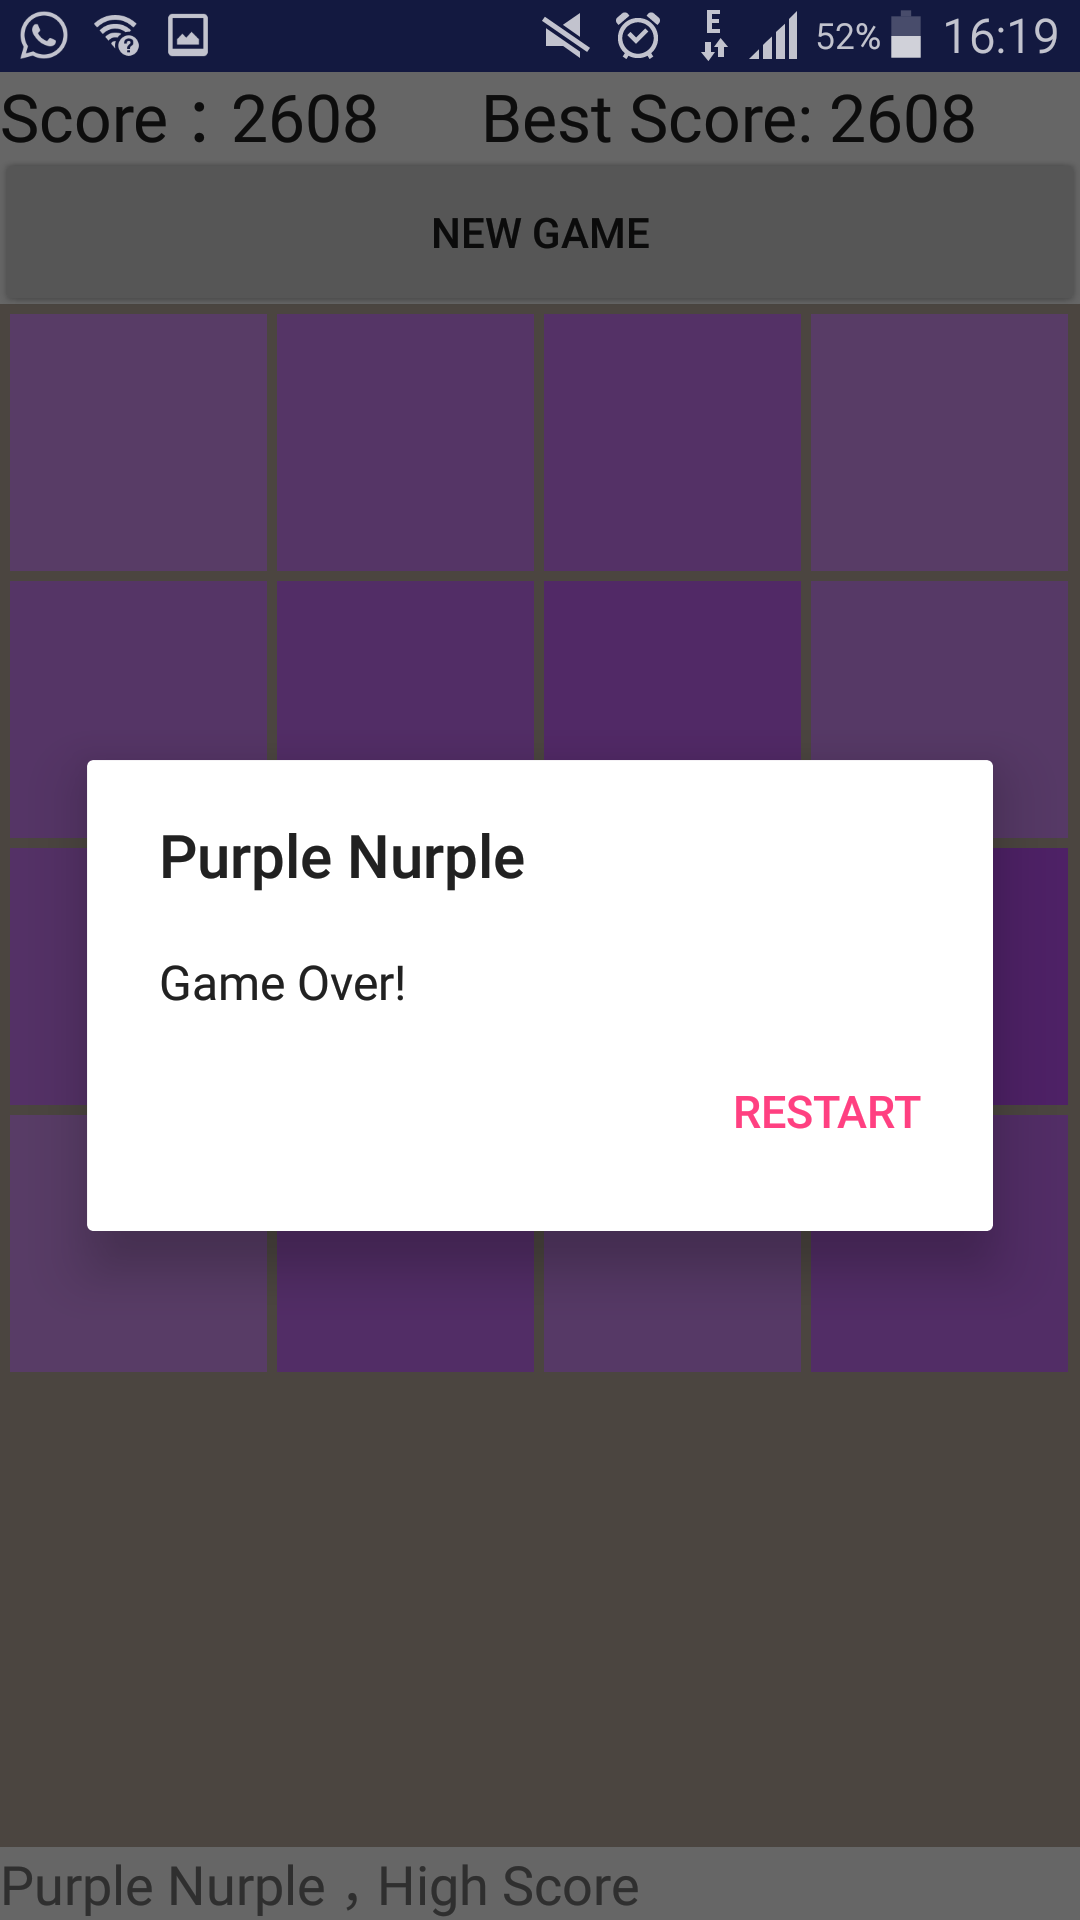 E 52% 16:19
Score：2608 Best Score: 2608
NEW GAME
Purple Nurple
Game Over!
RESTART
Purple Nurple，High Score